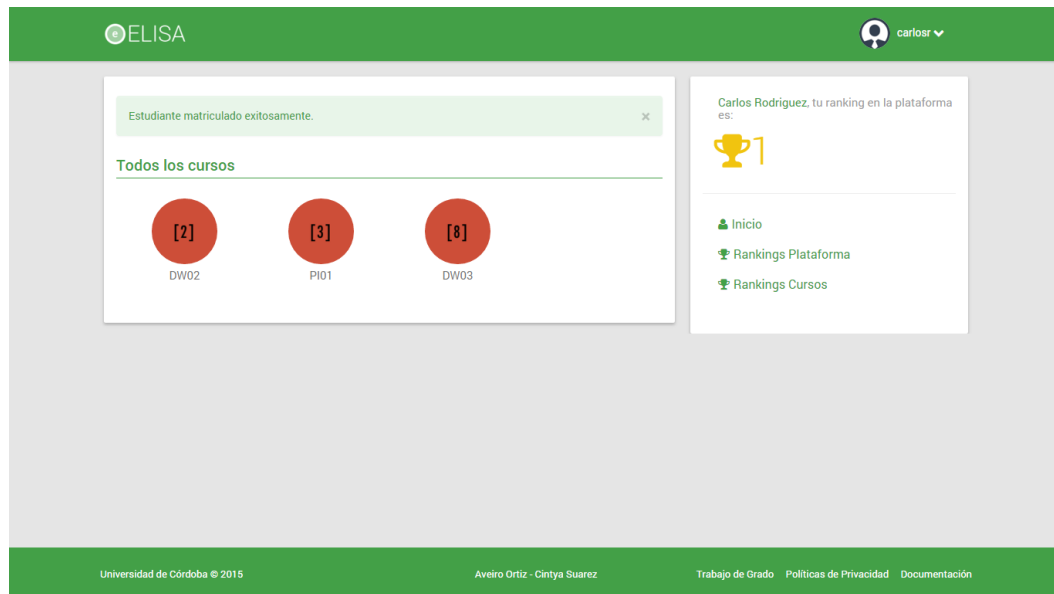 e ELISA
carlosr
Estudiante matriculado exitosamente.
×
Todos los cursos
[2]
[3]
[8]
DW02
PI01
DW03
Carlos Rodriguez, tu ranking en la plataforma
es:
1
Inicio
Rankings Plataforma
Rankings Cursos
Universidad de Córdoba © 2015
Aveiro Ortiz - Cintya Suarez
Trabajo de Grado Políticas de Privacidad Documentación